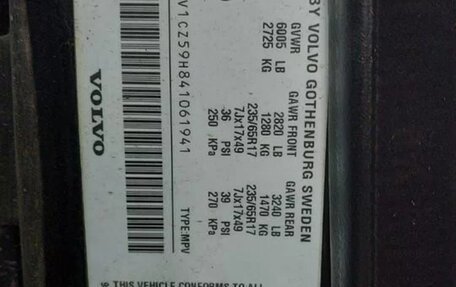 BY VOLVO GOTHENBURG SWEDEN
GVWR
6005 LB
2725 KG
GAWR FRONT
2820 LB
1280 KG
235/65R17
7Jx17x49
36 PSI
250 KPa
GAWR REAR
3240 LB
1470 KG
235/65R17
7Jx17x49
39 PSI
270 KPa
V1CZ59H841061941
TYPE:MPV
VOLVO
THIS VEHICLE CONFORMS TO ALL